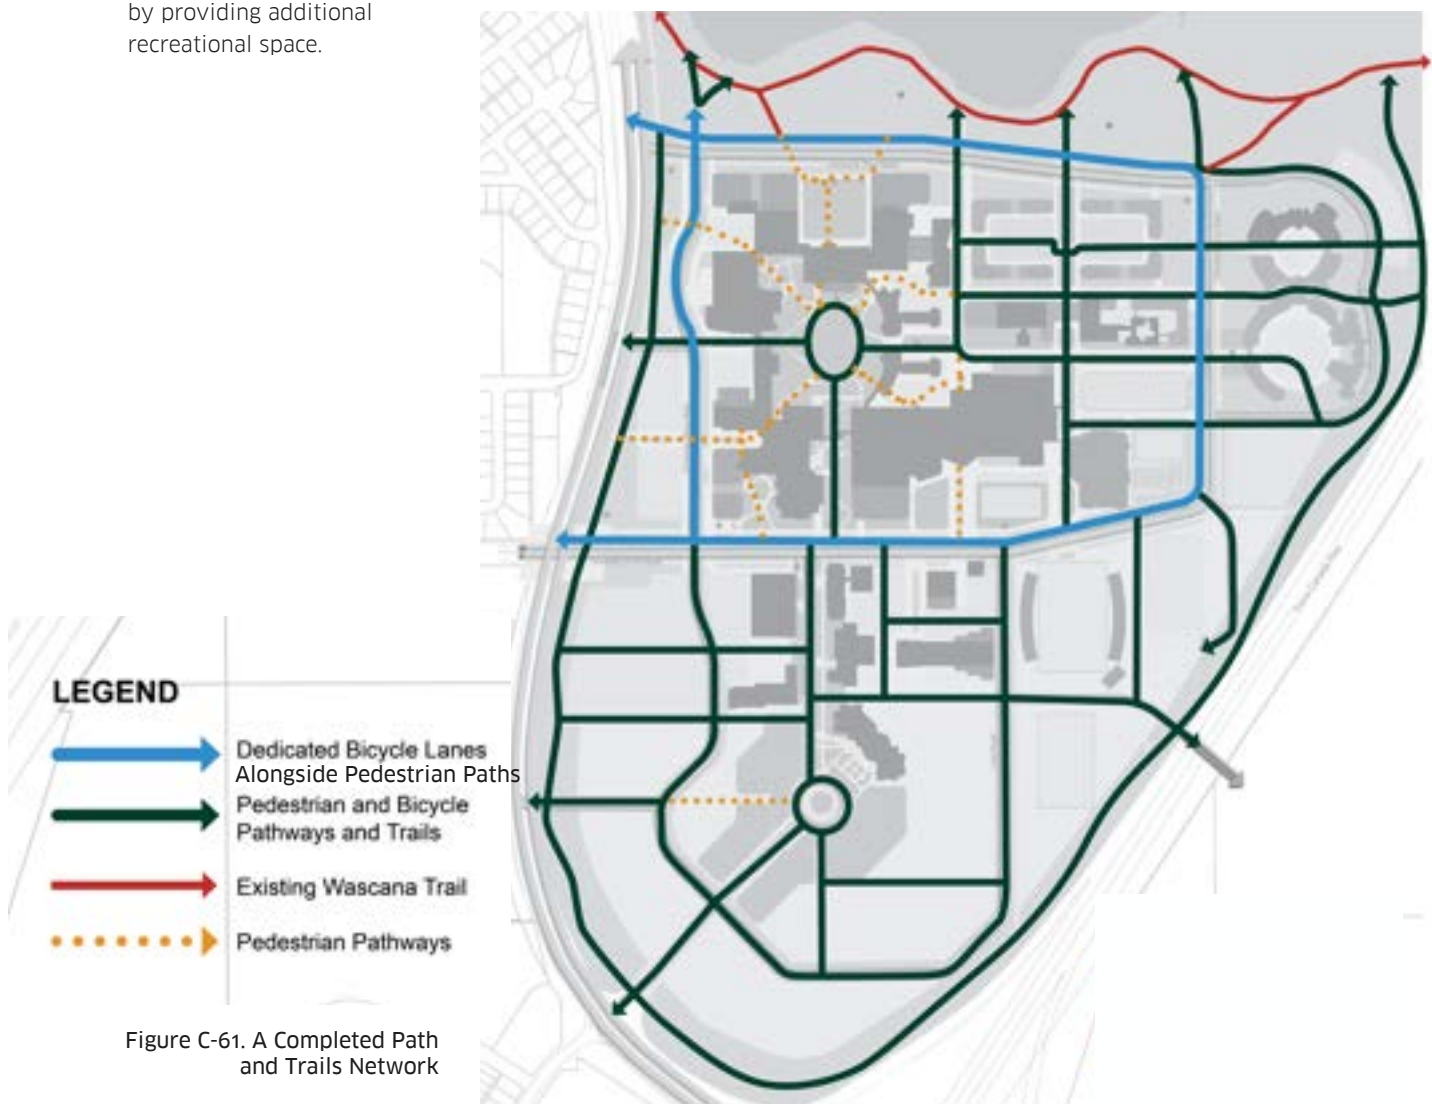 by providing additional
recreational space.
LEGEND
Dedicated Bicycle Lanes
Alongside Pedestrian Paths
Pedestrian and Bicycle
Pathways and Trails
Existing Wascana Trail
Pedestrian Pathways
Figure C-61. A Completed Path
and Trails Network